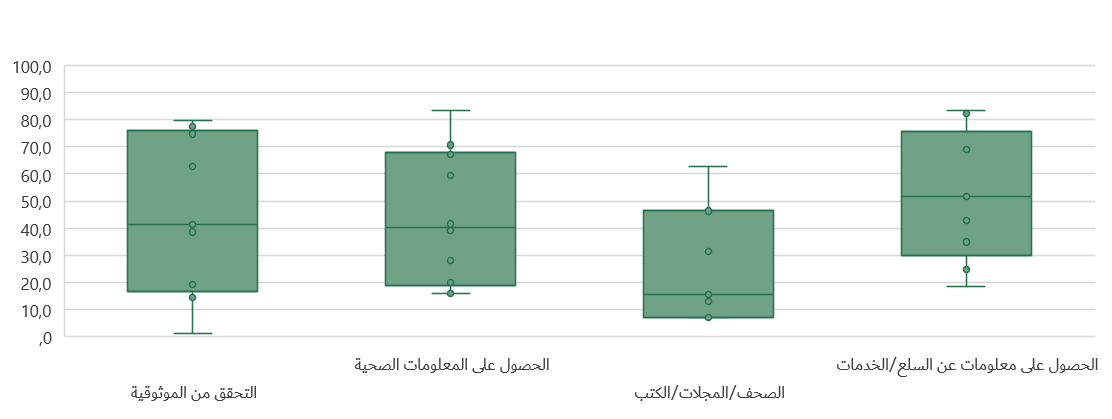 100,0
90,0
80,0
70,0
60,0
50,0
40,0
30,0
20,0
10,0
,0
التحقق من الموثوقية
الحصول على المعلومات الصحية
الصحف/المجلات/الكتب
الحصول على معلومات عن السلع/الخدمات